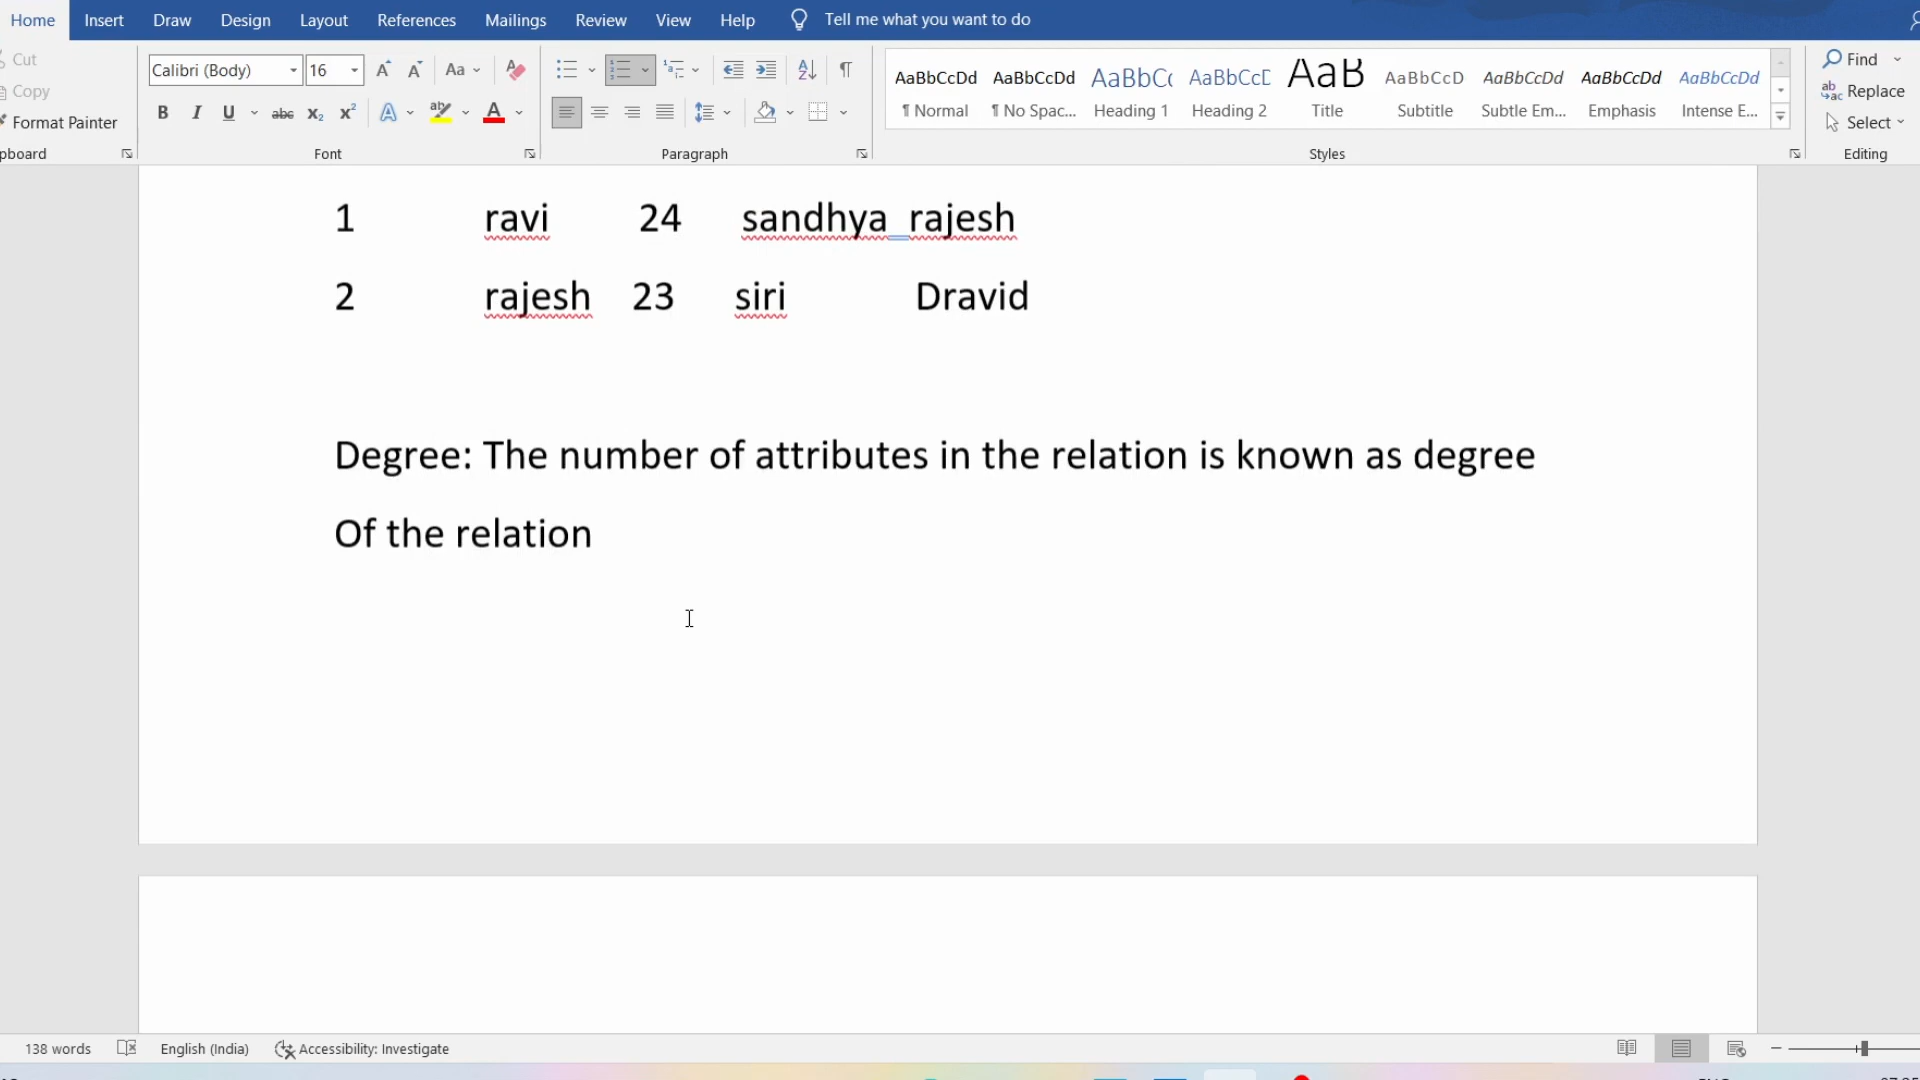 Home Insert Draw Design Layout References Mailings Review View Help Tell me what you want to do
Cut
Copy
Format Painter
pboard
Calibri (Body) 16 Aa
Font
Paragraph
AaBbCcDd AaBbCcDd AaBbC AaBbCcD AaB AaBbCcD AaBbCcDd AaBbCcDd AaBbCcDd
¶ Normal ¶ No Spac... Heading 1 Heading 2 Title Subtitle Subtle Em... Emphasis Intense E...
Styles
Find
Replace
Select
Editing
1 ravi 24 sandhya rajesh
2 rajesh 23 siri Dravid
Degree: The number of attributes in the relation is known as degree
Of the relation
138 words English (India) Accessibility: Investigate